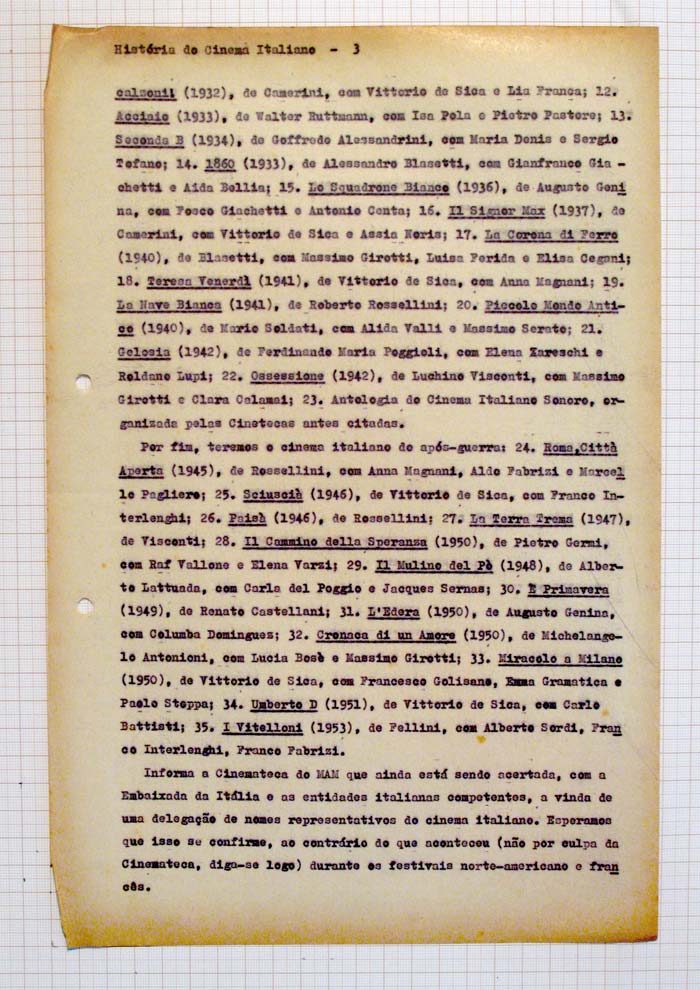 História do Cinema Italiano - 3
calzoni! (1932), de Camerini, com Vittorio de Sica e Lia Franca; 12.
Acciaio (1933), de Walter Ruttmann, com Isa Pola e Pietro Pastore; 13.
Seconda B (1934), de Goffredo Alessandrini, com Maria Denis e Sergio
Tofano; 14. 1860 (1933), de Alessandro Blasetti, com Gianfranco Gia -
chetti e Aida Bellia; 15. Lo Squadrone Bianco (1936), de Augusto Geni
na, com Fosco Giachetti e Antonio Centa; 16. Il Signor Max (1937), de
Camerini, com Vittorio de Sica e Assia Noris; 17. La Corona di Ferro
(1940), de Blasetti, com Massimo Girotti, Luisa Ferida e Elisa Cegani;
18. Teresa Venerdì (1941), de Vittorio de Sica, com Anna Magnani; 19.
La Nave Bianca (1941), de Roberto Rossellini; 20. Piccolo Mondo Anti-
co (1940), de Mario Soldati, com Alida Valli e Massimo Serato; 21.
Gelosia (1942), de Ferdinando Maria Poggioli, com Elena Zareschi e
Roldano Lupi; 22. Ossessione (1942), de Luchino Visconti, com Massimo
Girotti e Clara Calamai; 23. Antologia do Cinema Italiano Sonoro, or-
ganizada pelas Cinetecas antes citadas.
Por fim, teremos o cinema italiano do após-guerra: 24. Roma,Città
Aperta (1945), de Rossellini, com Anna Magnani, Aldo Fabrizi e Marcel
lo Pagliero; 25. Sciuscià (1946), de Vittorio de Sica, com Franco In-
terlenghi; 26. Paisà (1946), de Rossellini; 27. La Terra Trema (1947),
de Visconti; 28. Il Cammino della Speranza (1950), de Pietro Germi,
com Raf Vallone e Elena Varzi; 29. Il Mulino del Pò (1948), de Alber-
to Lattuada, com Carla del Poggio e Jacques Sernas; 30. È Primavera
(1949), de Renato Castellani; 31. L'Edera (1950), de Augusto Genina,
com Columba Dominguez; 32. Cronaca di un Amore (1950), de Michelange-
lo Antonioni, com Lucia Bosè e Massimo Girotti; 33. Miracolo a Milano
(1950), de Vittorio de Sica, com Francesco Golisano, Emma Gramatica e
Paolo Stoppa; 34. Umberto D (1951), de Vittorio de Sica, com Carlo
Battisti; 35. I Vitelloni (1953), de Fellini, com Alberto Sordi, Fran
co Interlenghi, Franco Fabrizi.
Informa a Cinemateca do MAM que ainda está sendo acertada, com a
Embaixada da Itália e as entidades italianas competentes, a vinda de
uma delegação de nomes representativos do cinema italiano. Esperamos
que isso se confirme, ao contrário do que aconteceu (não por culpa da
Cinemateca, diga-se logo) durante os festivais norte-americano e fran
cês.